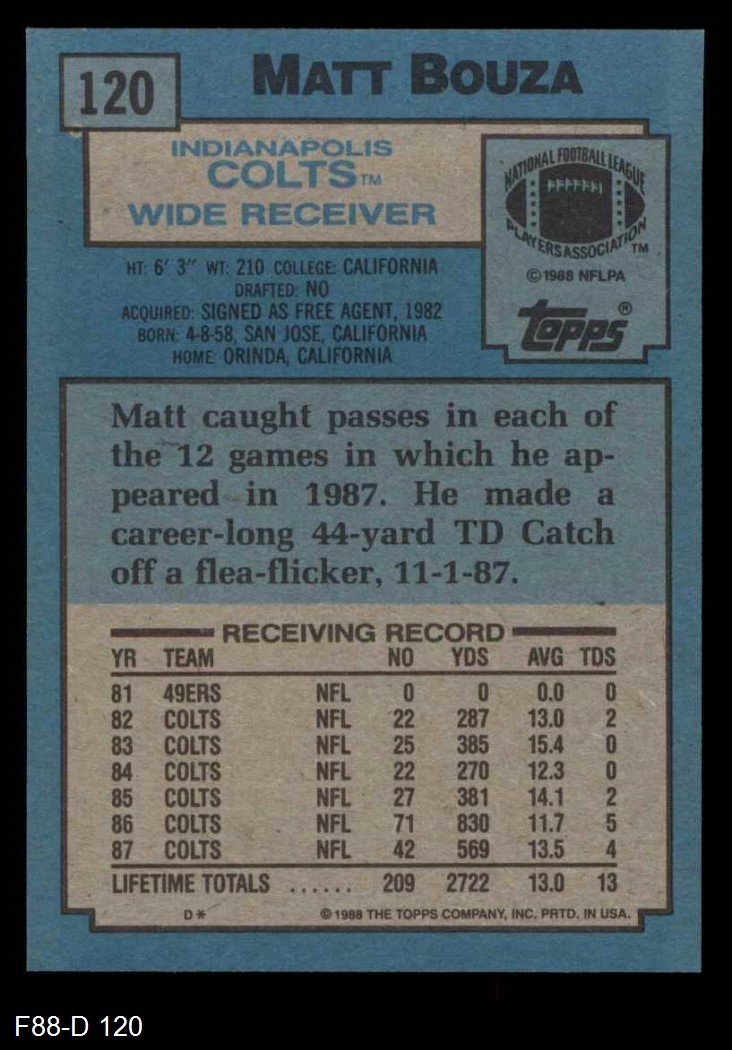 120
MATT BOUZA
INDIANAPOLIS
COLTS™
WIDE RECEIVER
NATIONAL FOOTBALL LEAGUE
PLAYERS ASSOCIATION™
©1988 NFLPA
topps®
HT: 6' 3" WT: 210 COLLEGE: CALIFORNIA
DRAFTED: NO
ACQUIRED: SIGNED AS FREE AGENT, 1982
BORN: 4-8-58, SAN JOSE, CALIFORNIA
HOME: ORINDA, CALIFORNIA
Matt caught passes in each of
the 12 games in which he ap-
peared in 1987. He made a
career-long 44-yard TD Catch
off a flea-flicker, 11-1-87.
RECEIVING RECORD
YR TEAM NO YDS AVG TDS
81 49ERS NFL 0 0 0.0 0
82 COLTS NFL 22 287 13.0 2
83 COLTS NFL 25 385 15.4 0
84 COLTS NFL 22 270 12.3 0
85 COLTS NFL 27 381 14.1 2
86 COLTS NFL 71 830 11.7 5
87 COLTS NFL 42 569 13.5 4
LIFETIME TOTALS ...... 209 2722 13.0 13
D* ©1988 THE TOPPS COMPANY, INC. PRTD. IN USA.
F88-D 120